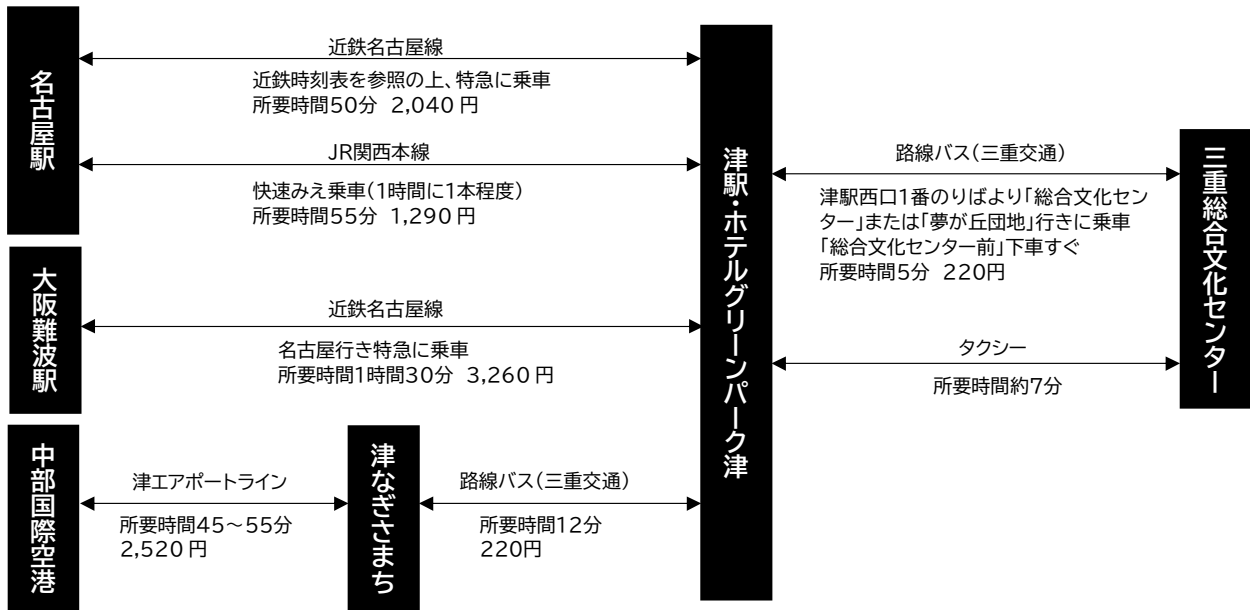 名古屋駅
近鉄名古屋線
近鉄時刻表を参照の上、特急に乗車
所要時間50分 2,040 円
JR関西本線
快速みえ乗車(1時間に1本程度)
所要時間55分 1,290 円
大阪難波駅
近鉄名古屋線
名古屋行き特急に乗車
所要時間1時間30分 3,260 円
中部国際空港
津エアポートライン
所要時間45～55分
2,520 円
津なぎさまち
路線バス(三重交通)
所要時間12分
220円
津駅・ホテルグリーンパーク津
路線バス(三重交通)
津駅西口1番のりばより「総合文化セン
ター」または「夢が丘団地」行きに乗車
「総合文化センター前」下車すぐ
所要時間5分 220円
タクシー
所要時間約7分
三重総合文化センター